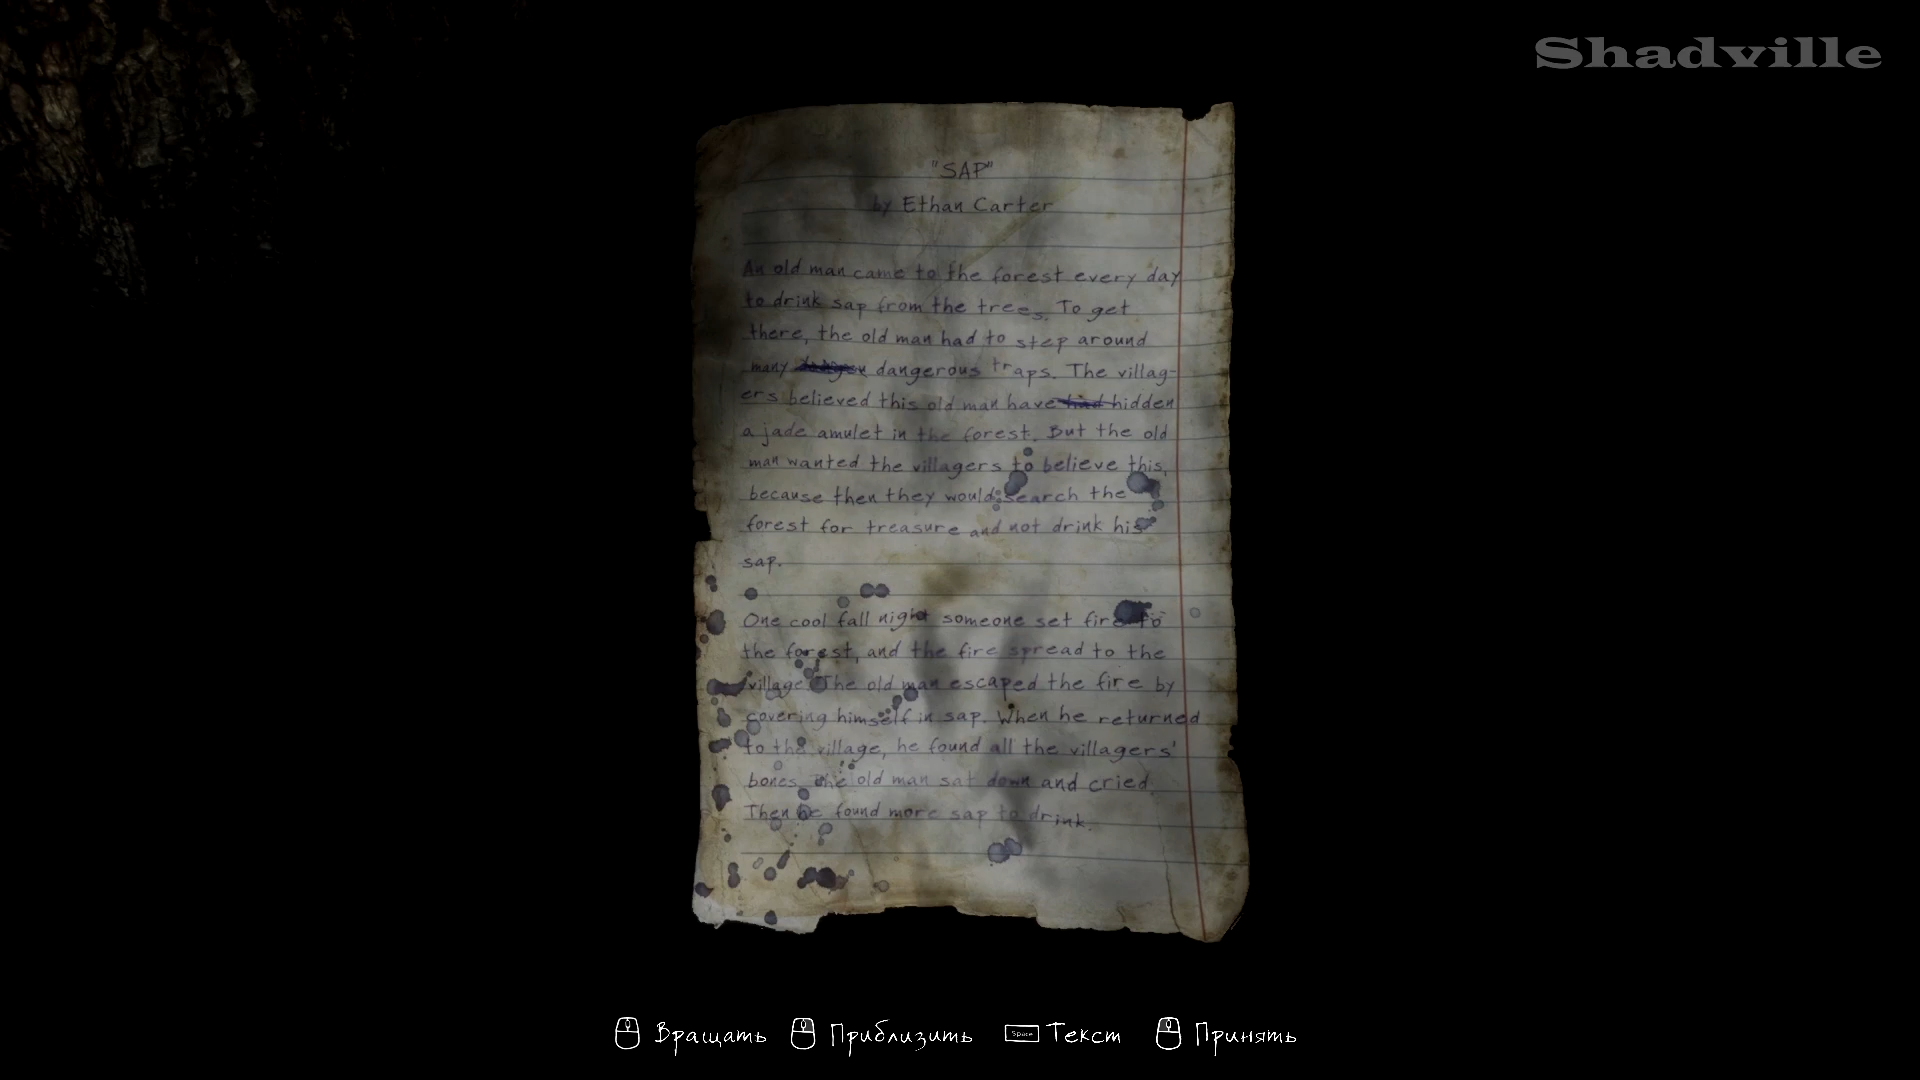 Shadville
"SAP"
by Ethan Carter
An old man came to the forest every day
to drink sap from the trees. To get
there, the old man had to step around
many dangerous traps. The villag-
ers believed this old man have had hidden
a jade amulet in the forest. But the old
man wanted the villagers to believe this,
because then they would search the
forest for treasure and not drink his
sap.
One cool fall night someone set fire to
the forest, and the fire spread to the
village. The old man escaped the fire by
covering himself in sap. When he returned
to the village, he found all the villagers'
bones. The old man sat down and cried.
Then he found more sap to drink.
Вращать Приблизить Space Текст Принять